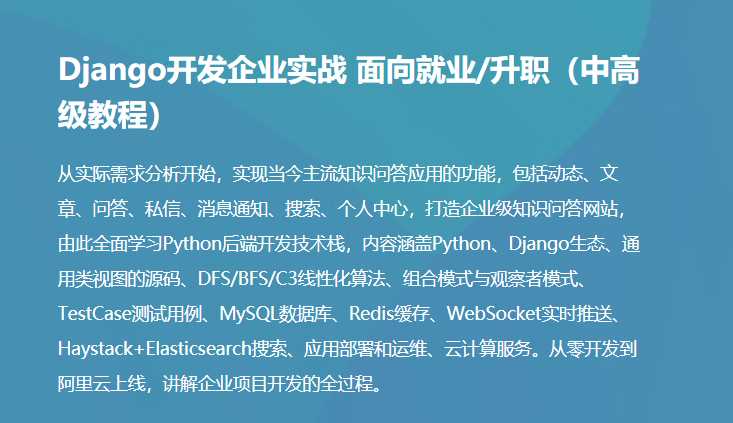 Django开发企业实战 面向就业/升职（中高
级教程）
从实际需求分析开始，实现当今主流知识问答应用的功能，包括动态、文
章、问答、私信、消息通知、搜索、个人中心，打造企业级知识问答网站，
由此全面学习Python后端开发技术栈，内容涵盖Python、Django生态、通
用类视图的源码、DFS/BFS/C3线性化算法、组合模式与观察者模式、
TestCase测试用例、MySQL数据库、Redis缓存、WebSocket实时推送、
Haystack+Elasticsearch搜索、应用部署和运维、云计算服务。从零开发到
阿里云上线，讲解企业项目开发的全过程。